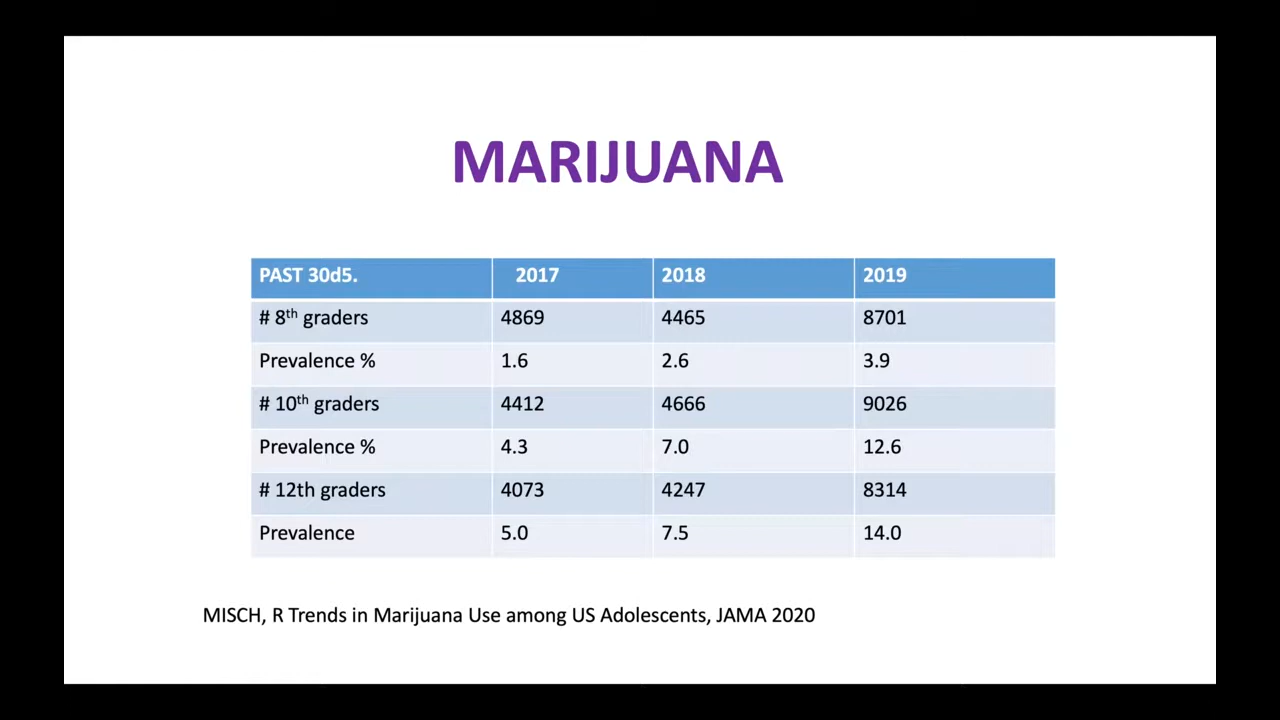 MARIJUANA
PAST 30d5. 2017 2018 2019
# 8th graders 4869 4465 8701
Prevalence % 1.6 2.6 3.9
# 10th graders 4412 4666 9026
Prevalence % 4.3 7.0 12.6
# 12th graders 4073 4247 8314
Prevalence 5.0 7.5 14.0
MISCH, R Trends in Marijuana Use among US Adolescents, JAMA 2020